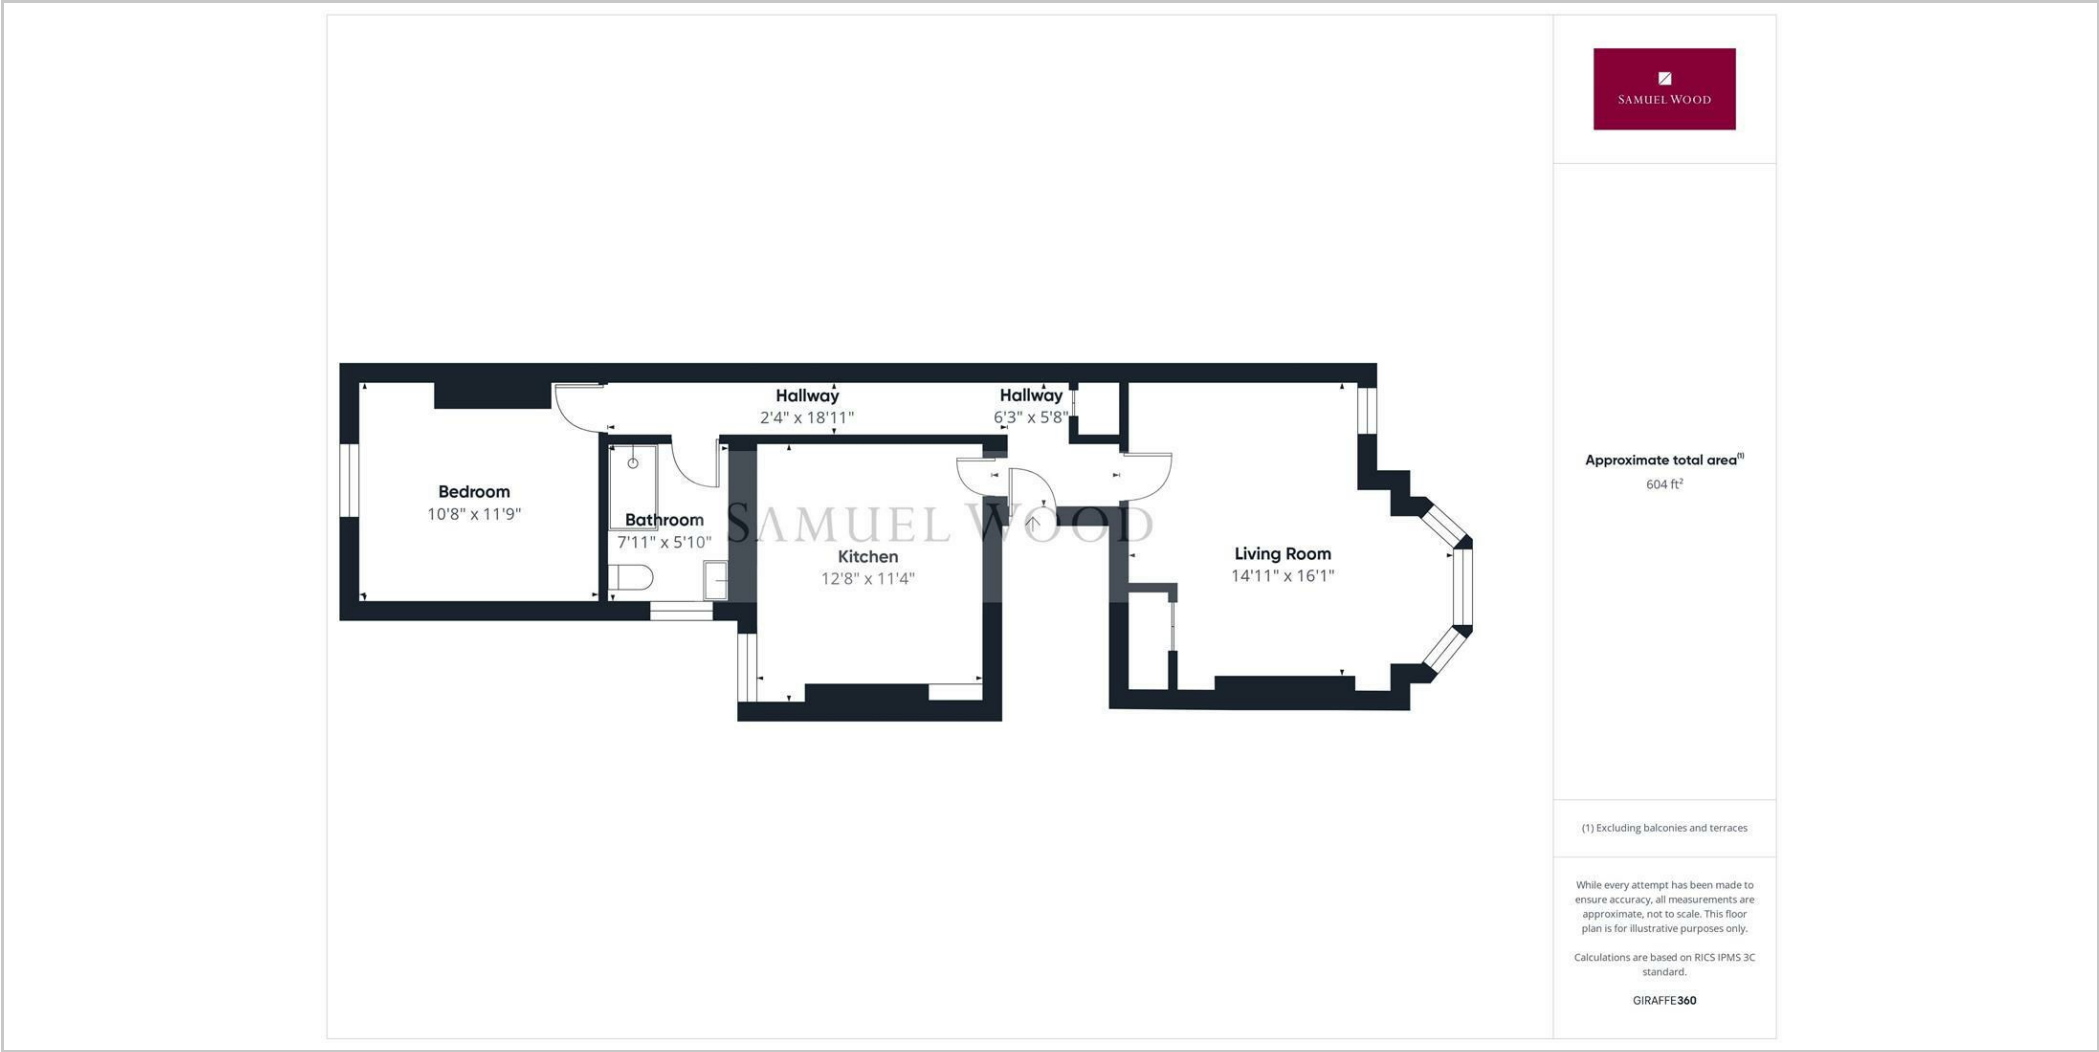 SAMUEL WOOD
Hallway
2'4" x 18'11"
Hallway
6'3" x 5'8"
Bedroom
10'8" x 11'9"
Bathroom
7'11" x 5'10"
SAMUEL WOOD
Kitchen
12'8" x 11'4"
Living Room
14'11" x 16'1"
Approximate total area⁽¹⁾
604 ft²
(1) Excluding balconies and terraces
While every attempt has been made to
ensure accuracy, all measurements are
approximate, not to scale. This floor
plan is for illustrative purposes only.
Calculations are based on RICS IPMS 3C
standard.
GIRAFFE360